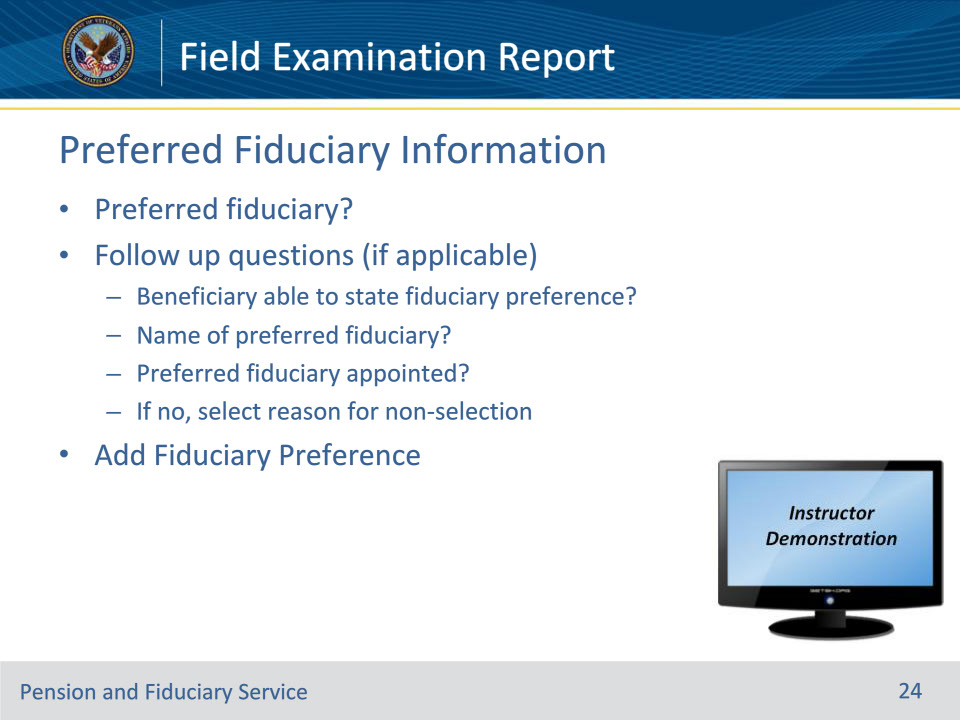 Field Examination Report
Preferred Fiduciary Information
• Preferred fiduciary?
• Follow up questions (if applicable)
– Beneficiary able to state fiduciary preference?
– Name of preferred fiduciary?
– Preferred fiduciary appointed?
– If no, select reason for non-selection
• Add Fiduciary Preference
Instructor
Demonstration
Pension and Fiduciary Service
24